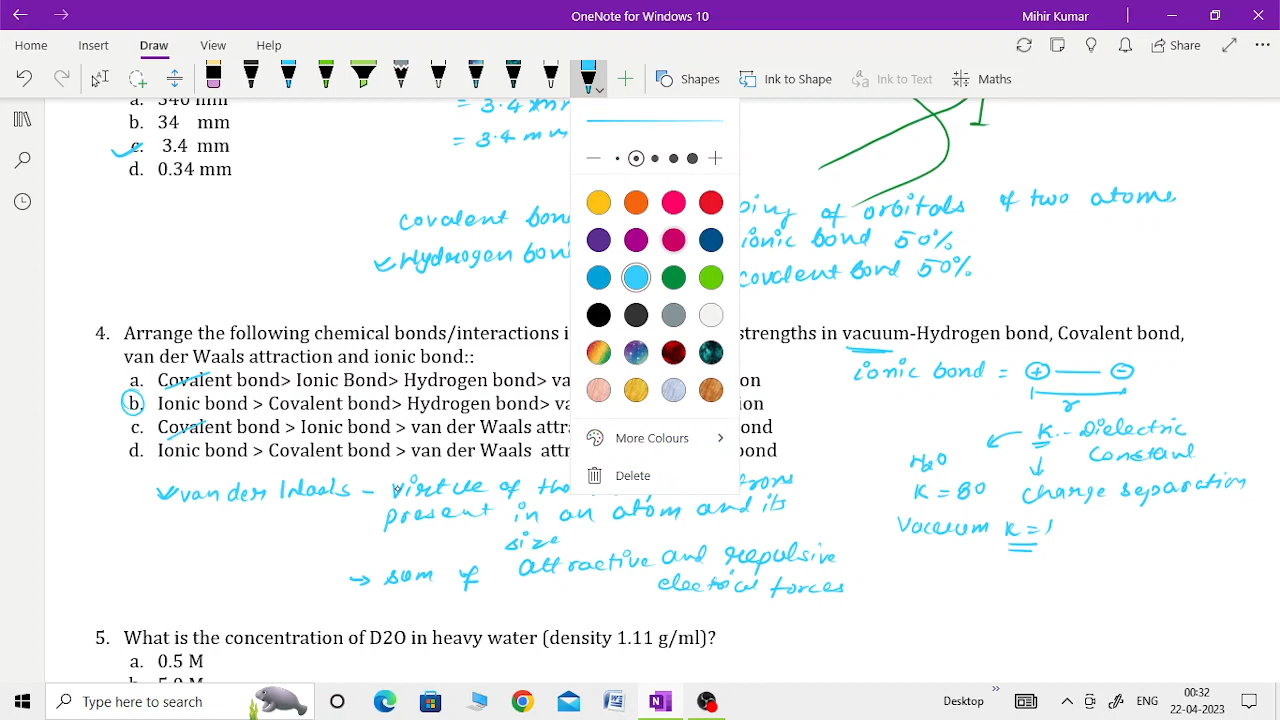 OneNote for Windows 10
Mihir Kumar
Home Insert Draw View Help
Share
Shapes Ink to Shape Ink to Text Maths
a. 340 mm
b. 34 mm
c. 3.4 mm
d. 0.34 mm
= 3.4 mm
covalent bon
ping of orbitals of two atoms
Hydrogen bon
ionic bond 50%
covalent bond 50%
4. Arrange the following chemical bonds/interactions i strengths in vacuum-Hydrogen bond, Covalent bond,
van der Waals attraction and ionic bond::
a. Covalent bond> Ionic Bond> Hydrogen bond> va on
b. Ionic bond > Covalent bond> Hydrogen bond> va ion
c. Covalent bond > Ionic bond > van der Waals attra ond
d. Ionic bond > Covalent bond > van der Waals attr ond
ionic bond = + —— -
r
K - Dielectric
Constant
H2O
K = 80
charge separation
Vacuum K = 1
More Colours
Delete
van der Waals - virtue of the trons
present in an atom and its
size
→ sum of attractive and repulsive
electrical forces
5. What is the concentration of D2O in heavy water (density 1.11 g/ml)?
a. 0.5 M
Type here to search
Desktop
ENG
00:32
22-04-2023